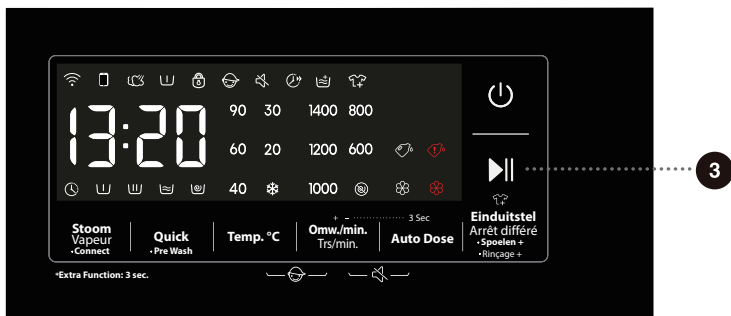 13:20
90 30 1400 800
60 20 1200 600
40 1000
+ - 3 Sec
Stoom
Vapeur
•Connect
Quick
•Pre Wash
Temp. °C
Omw./min.
Trs/min.
Auto Dose
Einduitstel
Arrêt différé
•Spoelen +
•Rinçage +
*Extra Function: 3 sec.
3